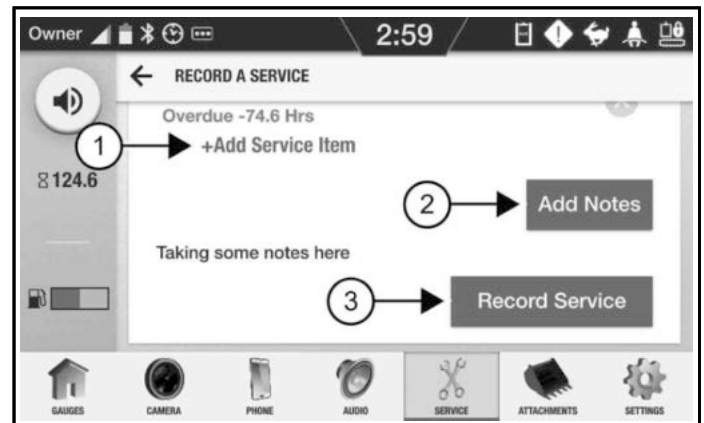 Owner 2:59
RECORD A SERVICE
Overdue -74.6 Hrs
1 +Add Service Item
124.6
2 Add Notes
Taking some notes here
3 Record Service
GAUGES CAMERA PHONE AUDIO SERVICE ATTACHMENTS SETTINGS